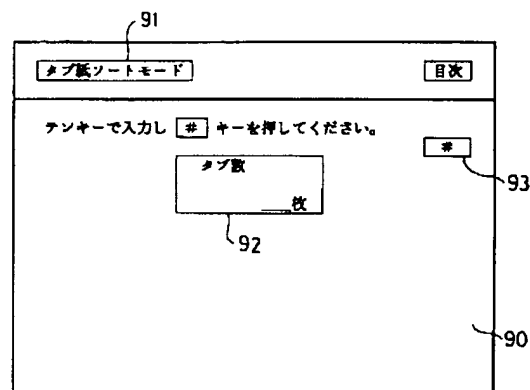 91
タブ紙ソートモード 目次
テンキーで入力し # キーを押してください。
#
タブ数
93
枚
92
90